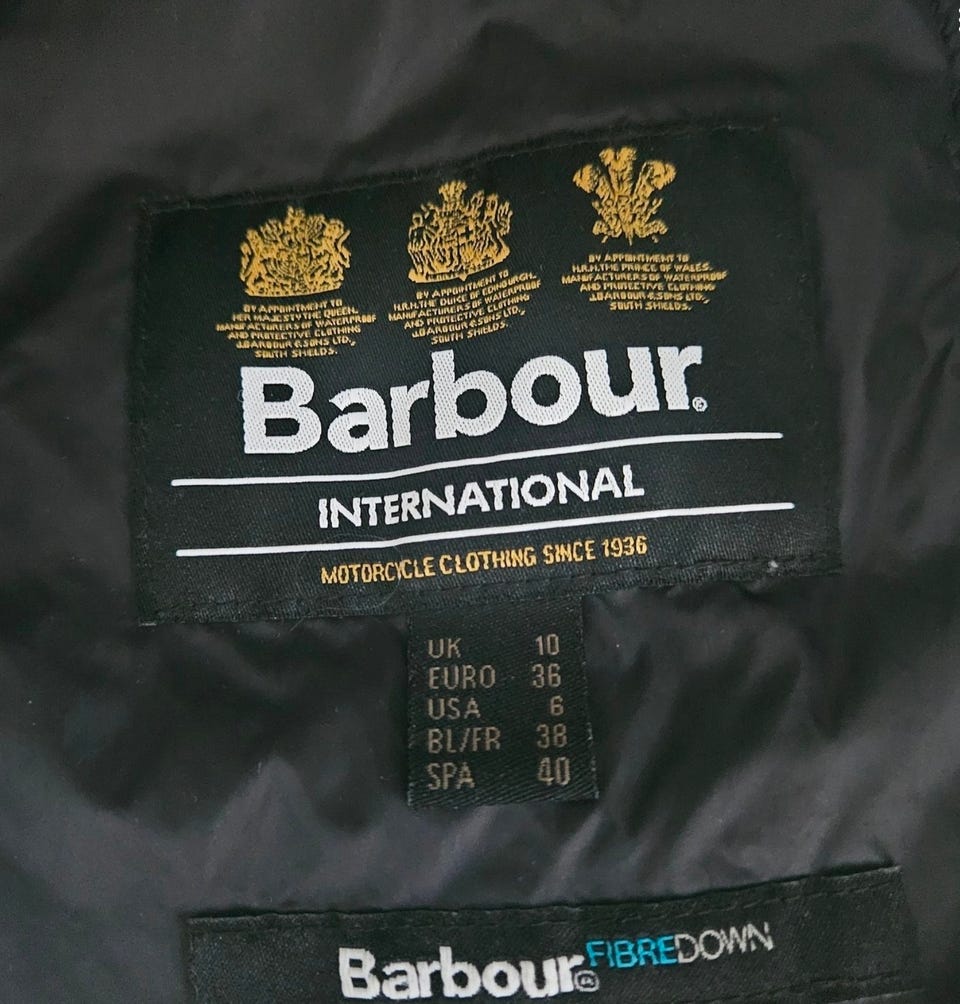 BY APPOINTMENT TO
HER MAJESTY THE QUEEN,
MANUFACTURERS OF WATERPROOF
AND PROTECTIVE CLOTHING
J.BARBOUR & SONS LTD.,
SOUTH SHIELDS.
BY APPOINTMENT TO
H.R.H. THE DUKE OF EDINBURGH,
MANUFACTURERS OF WATERPROOF
AND PROTECTIVE CLOTHING
J.BARBOUR & SONS LTD.,
SOUTH SHIELDS.
BY APPOINTMENT TO
H.R.H. THE PRINCE OF WALES,
MANUFACTURERS OF WATERPROOF
AND PROTECTIVE CLOTHING
J.BARBOUR & SONS LTD.,
SOUTH SHIELDS.
Barbour®
INTERNATIONAL
MOTORCYCLE CLOTHING SINCE 1936
UK 10
EURO 36
USA 6
BL/FR 38
SPA 40
Barbour® FIBREDOWN